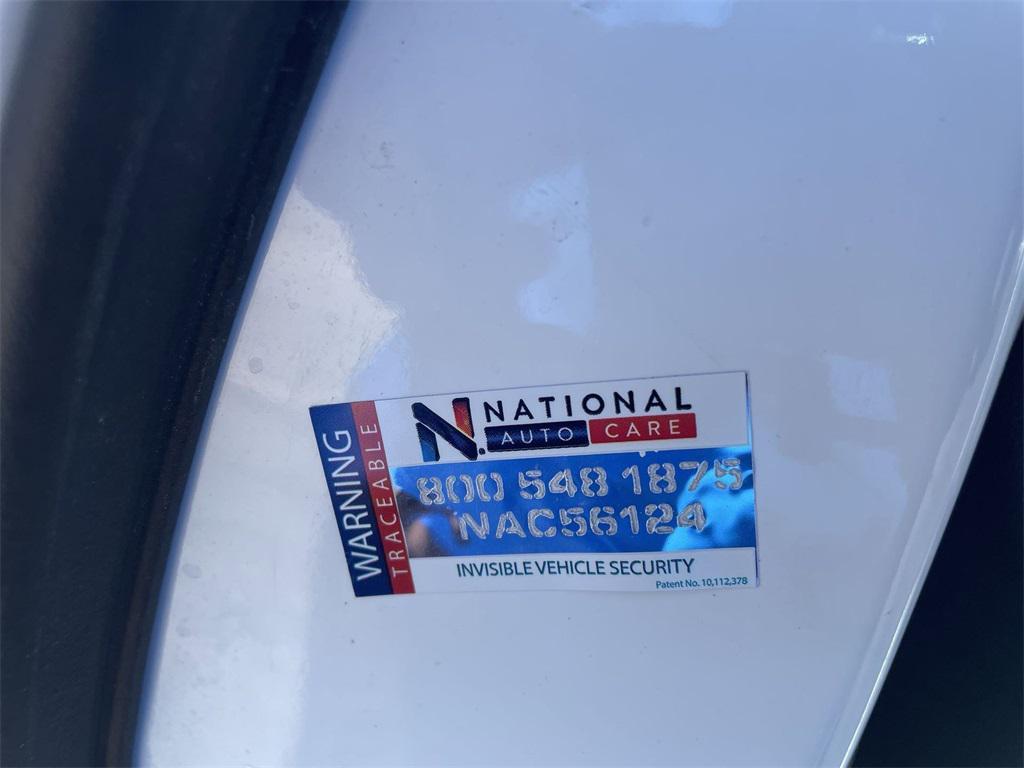 WARNING
TRACEABLE
N.
NATIONAL
AUTO CARE
800 548 1875
NAC56124
INVISIBLE VEHICLE SECURITY
Patent No. 10,112,378